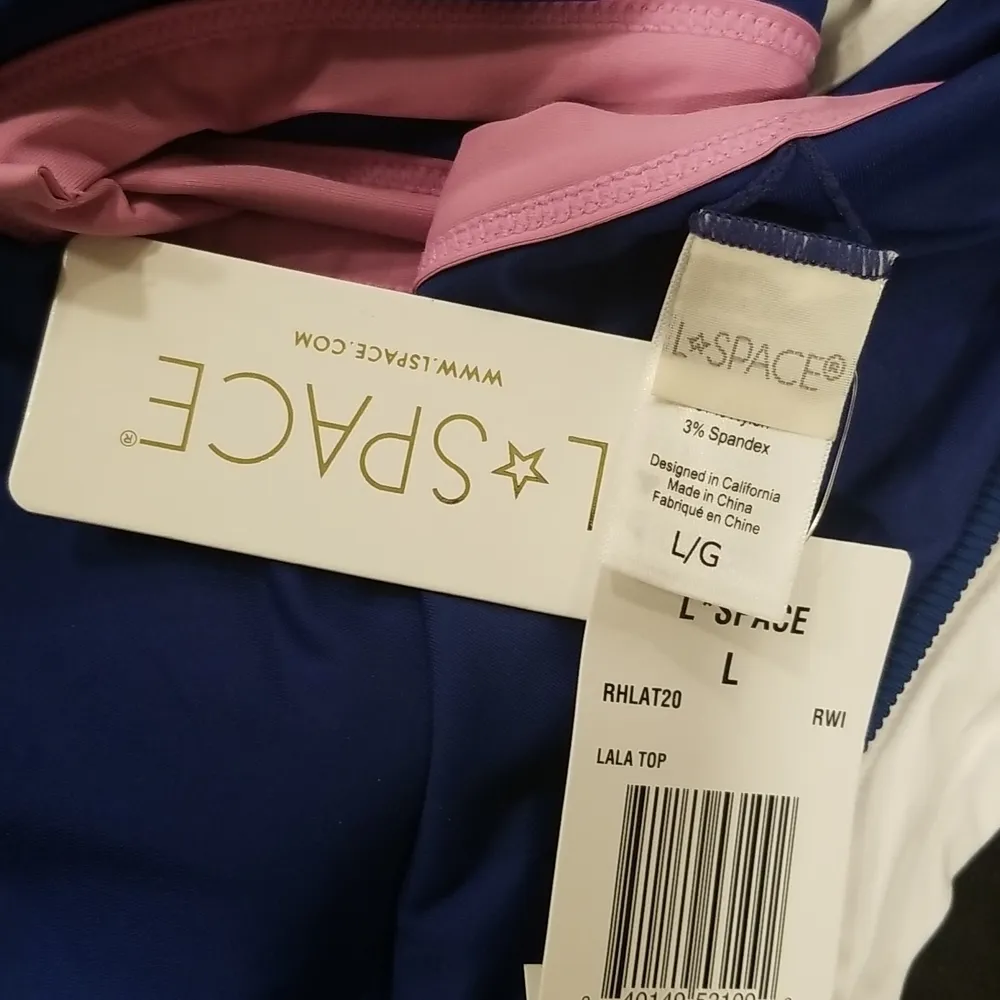 WWW.LSPACE.COM
L☆SPACE®
L☆SPACE®
3% Spandex
Designed in California
Made in China
Fabriqué en Chine
L/G
L*SPACE
L
RHLAT20
RWI
LALA TOP